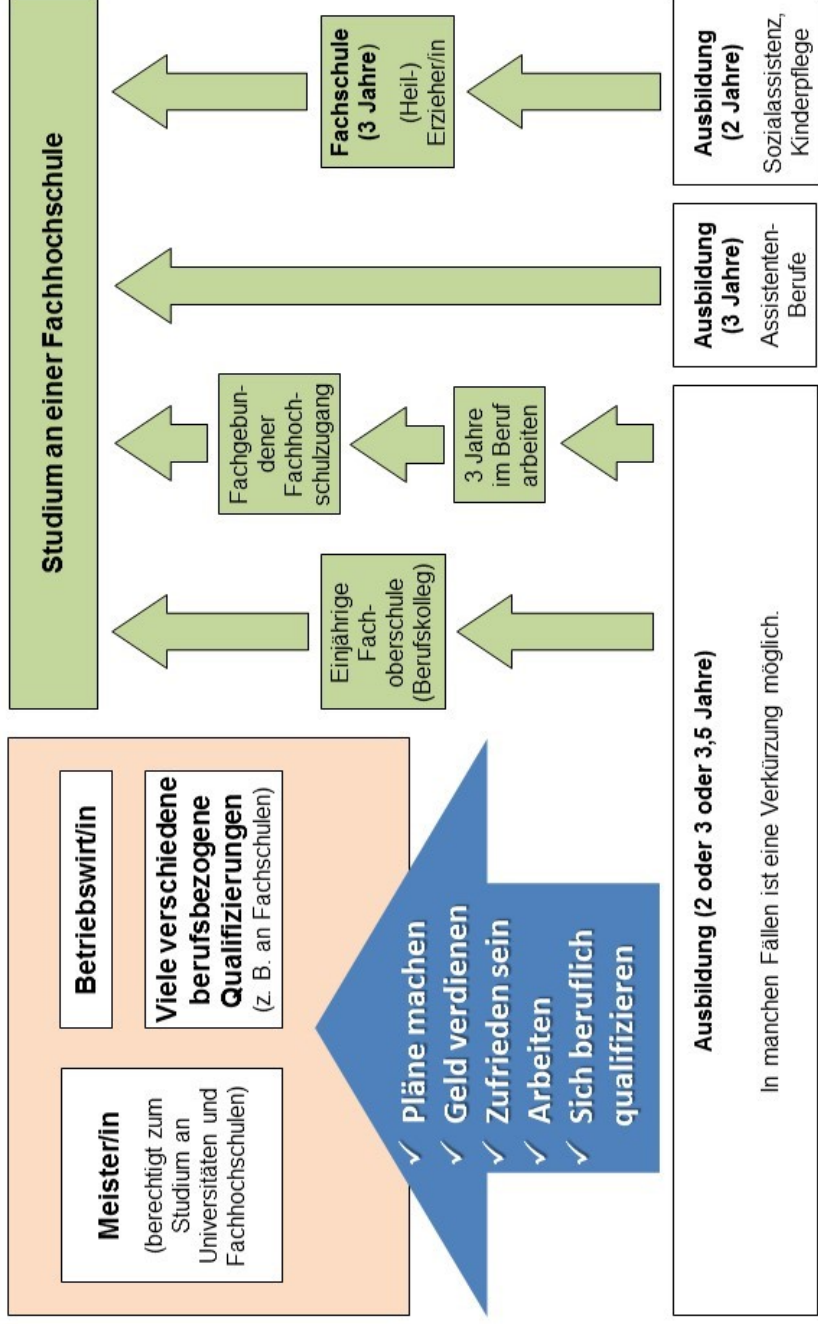 Meister/in
(berechtigt zum
Studium an
Universitäten und
Fachhochschulen)
Betriebswirt/in
Viele verschiedene
berufsbezogene
Qualifizierungen
(z. B. an Fachschulen)
✓ Pläne machen
✓ Geld verdienen
✓ Zufrieden sein
✓ Arbeiten
✓ Sich beruflich
qualifizieren
Studium an einer Fachhochschule
Einjährige
Fach-
oberschule
(Berufskolleg)
Fachgebun-
dener
Fachhoch-
schulzugang
3 Jahre
im Beruf
arbeiten
Fachschule
(3 Jahre)
(Heil-)
Erzieher/in
Ausbildung (2 oder 3 oder 3,5 Jahre)
In manchen Fällen ist eine Verkürzung möglich.
Ausbildung
(3 Jahre)
Assistenten-
Berufe
Ausbildung
(2 Jahre)
Sozialassistenz,
Kinderpflege